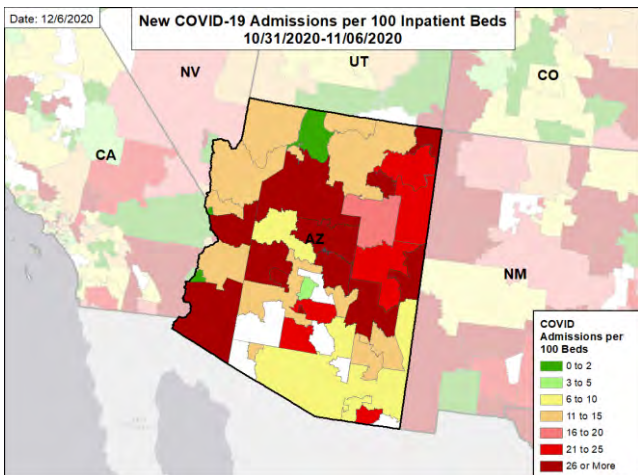 Date: 12/6/2020
New COVID-19 Admissions per 100 Inpatient Beds
10/31/2020-11/06/2020
NV
UT
CO
CA
AZ
NM
COVID
Admissions per
100 Beds
0 to 2
3 to 5
6 to 10
11 to 15
16 to 20
21 to 25
26 or More